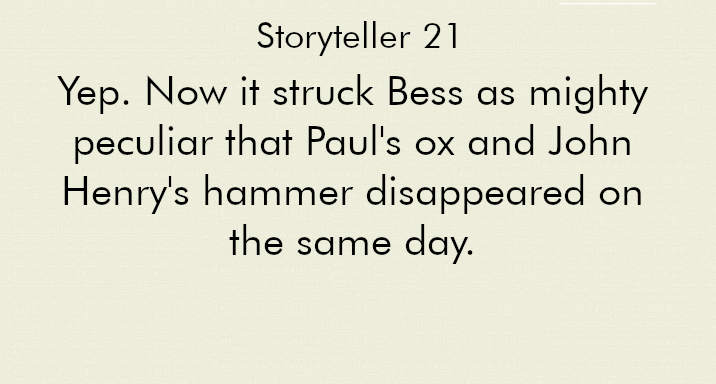 Storyteller 21
Yep. Now it struck Bess as mighty
peculiar that Paul's ox and John
Henry's hammer disappeared on
the same day.